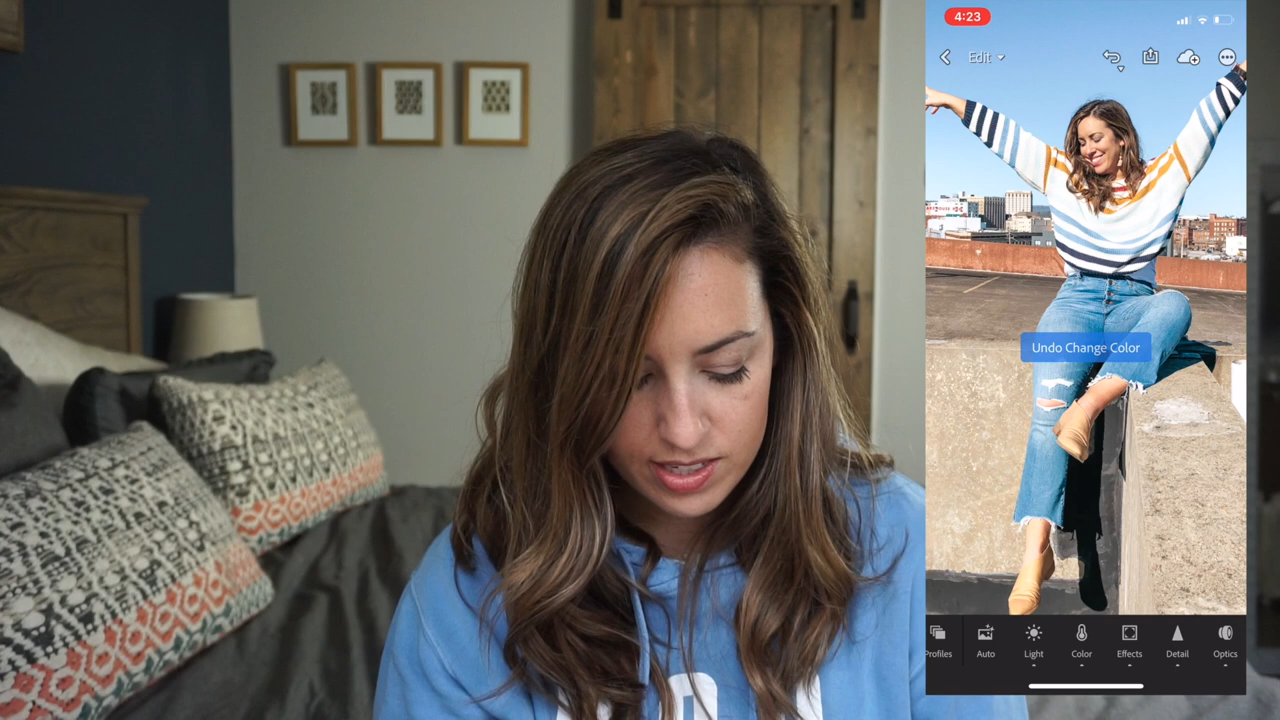 4:23
Edit
Undo Change Color
Profiles
Auto
Light
Color
Effects
Detail
Optics